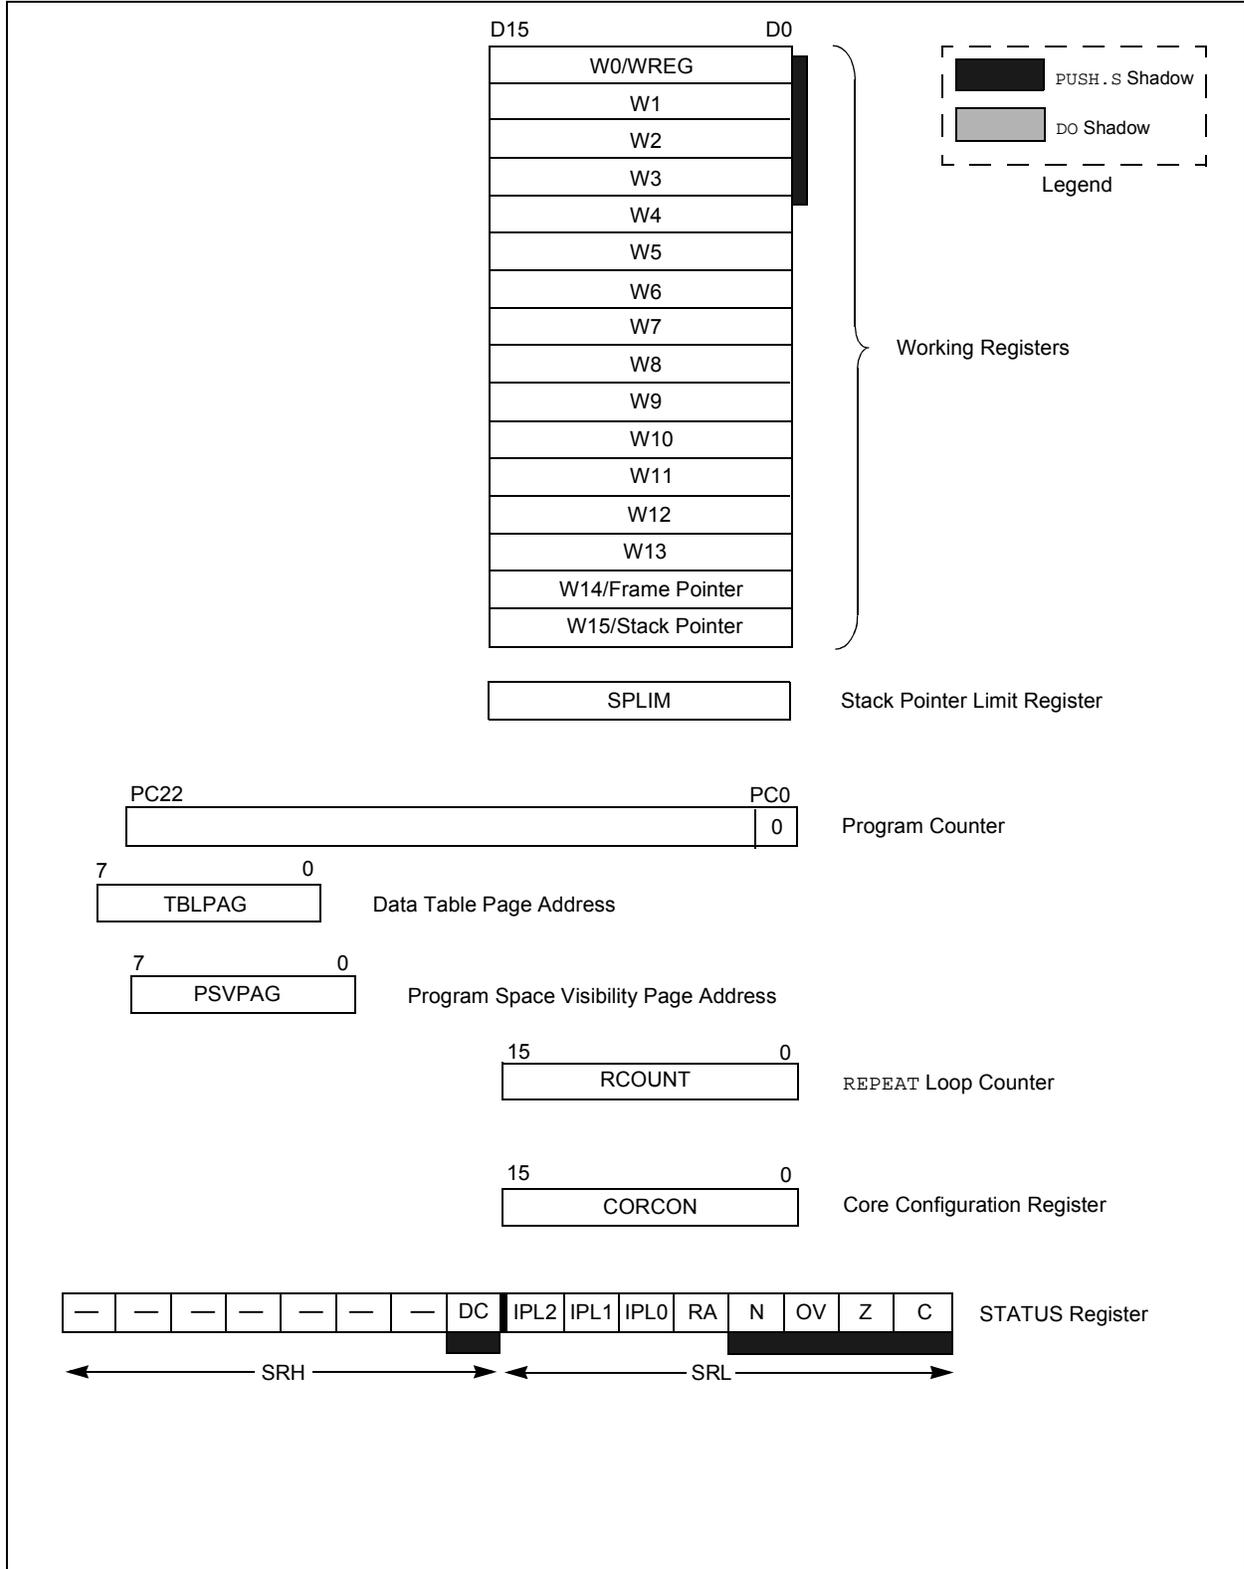 D15 D0
W0/WREG
PUSH.S Shadow
W1
DO Shadow
W2
W3
Legend
W4
W5
W6
W7
Working Registers
W8
W9
W10
W11
W12
W13
W14/Frame Pointer
W15/Stack Pointer
SPLIM Stack Pointer Limit Register
PC22 PC0
0 Program Counter
7 0
TBLPAG Data Table Page Address
7 0
PSVPAG Program Space Visibility Page Address
15 0
RCOUNT REPEAT Loop Counter
15 0
CORCON Core Configuration Register
— — — — — — — DC IPL2 IPL1 IPL0 RA N OV Z C STATUS Register
SRH SRL